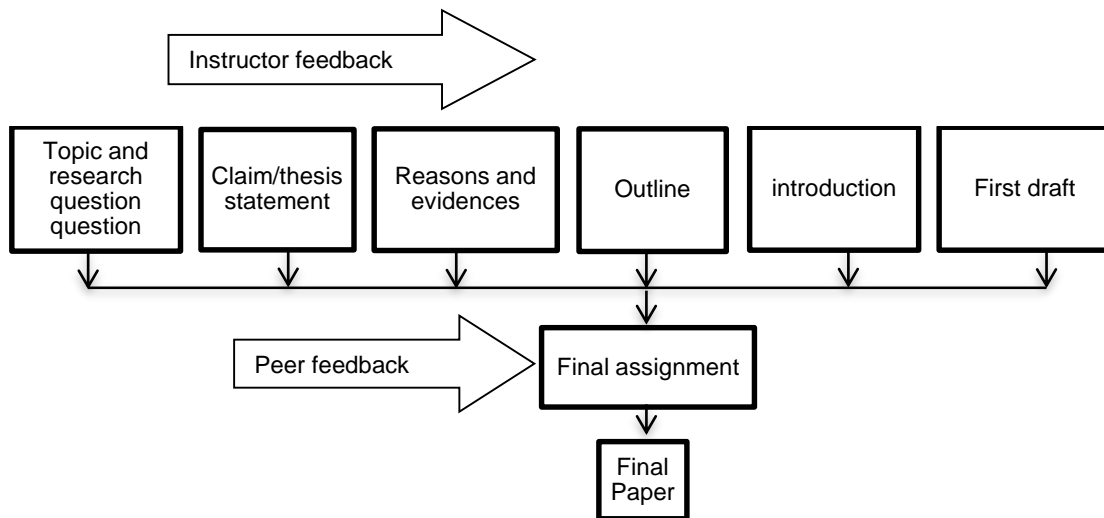 Instructor feedback
Topic and
research
question
question
Claim/thesis
statement
Reasons and
evidences
Outline
introduction
First draft
Peer feedback
Final assignment
Final
Paper